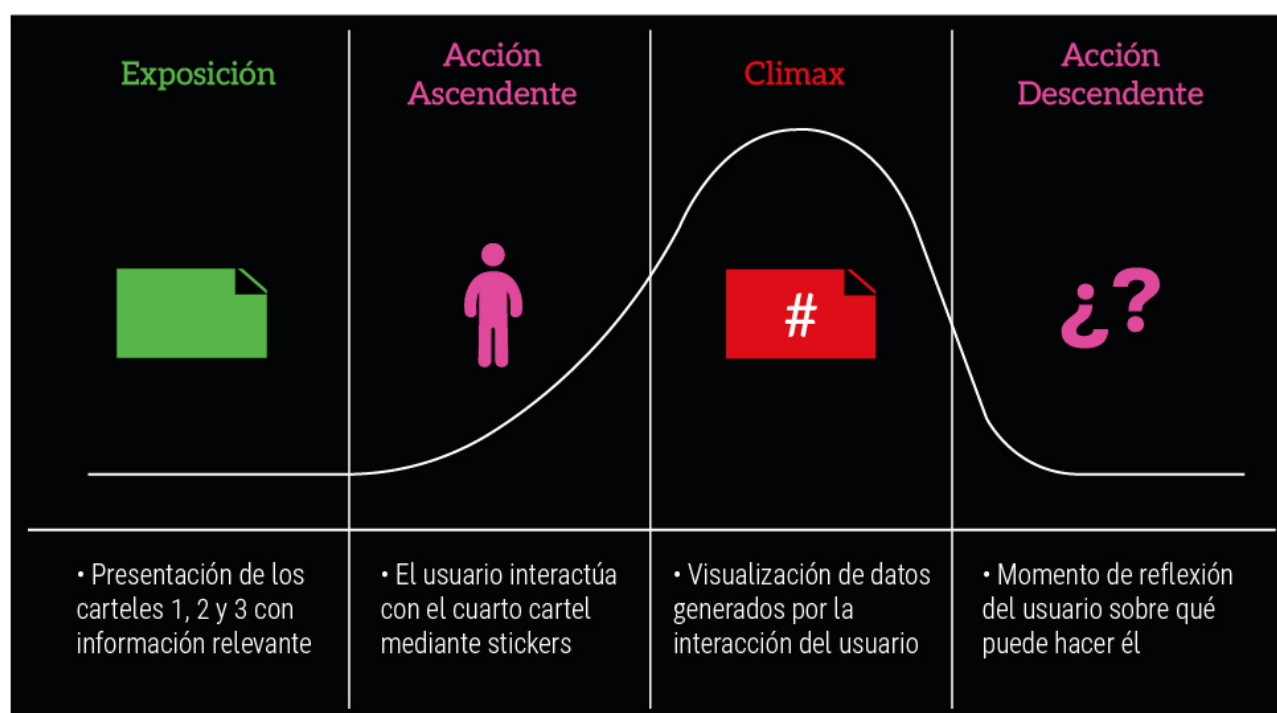 Exposición
Acción
Ascendente
Climax
Acción
Descendente
#
¿?
• Presentación de los
carteles 1, 2 y 3 con
información relevante
• El usuario interactúa
con el cuarto cartel
mediante stickers
• Visualización de datos
generados por la
interacción del usuario
• Momento de reflexión
del usuario sobre qué
puede hacer él